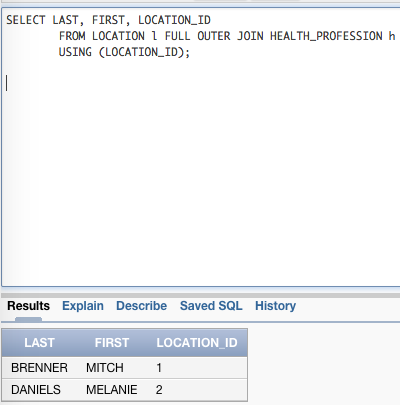 SELECT LAST, FIRST, LOCATION_ID
FROM LOCATION l FULL OUTER JOIN HEALTH_PROFESSION h
USING (LOCATION_ID);
Results Explain Describe Saved SQL History
LAST FIRST LOCATION_ID
BRENNER MITCH 1
DANIELS MELANIE 2